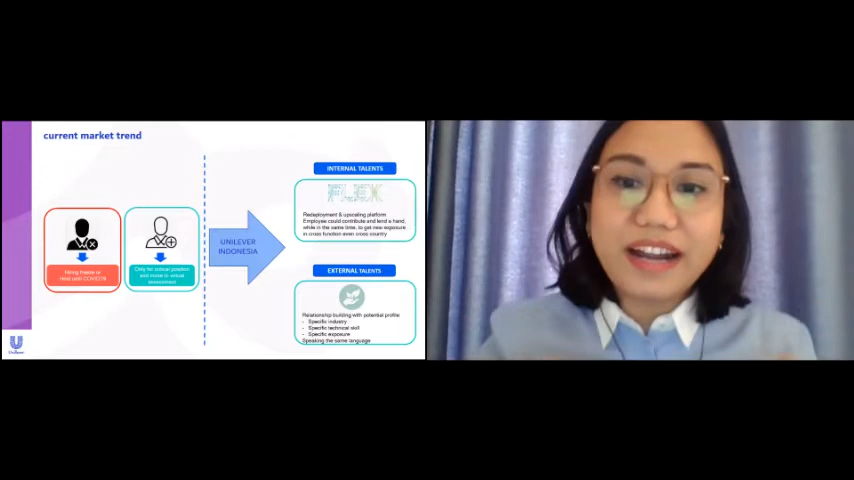 current market trend
Hiring freeze or
Hold until COVID19
Only for critical position
and move to virtual
assessment
UNILEVER
INDONESIA
INTERNAL TALENTS
FLEX
Redeployment & upscaling platform
Employee could contribute and lend a hand,
while in the same time, to get new exposure
in cross function even cross country
EXTERNAL TALENTS
Relationship building with potential profile
- Specific industry
- Specific technical skill
- Specific exposure
Speaking the same language
Unilever